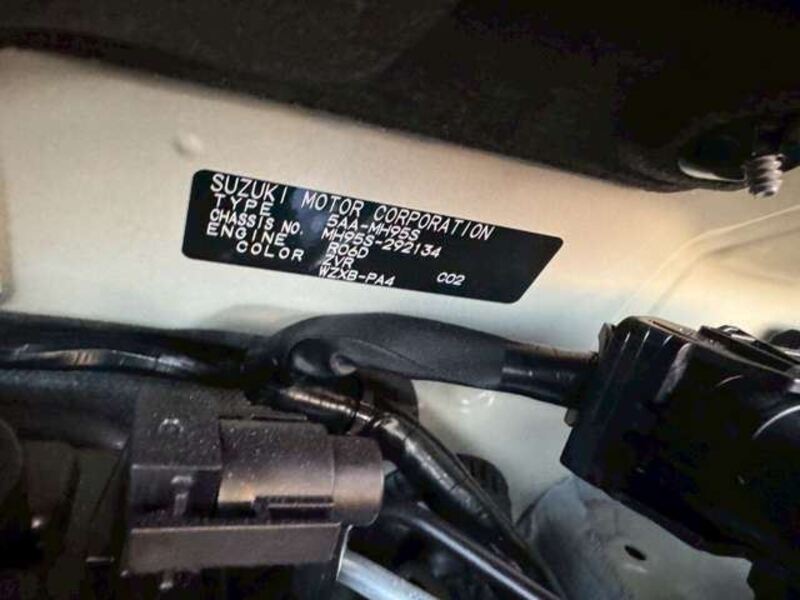 SUZUKI MOTOR CORPORATION
TYPE 5AA-MH95S
CHASSIS NO. MH95S-292134
ENGINE R06D
COLOR ZVR
WZXB-PA4 C02